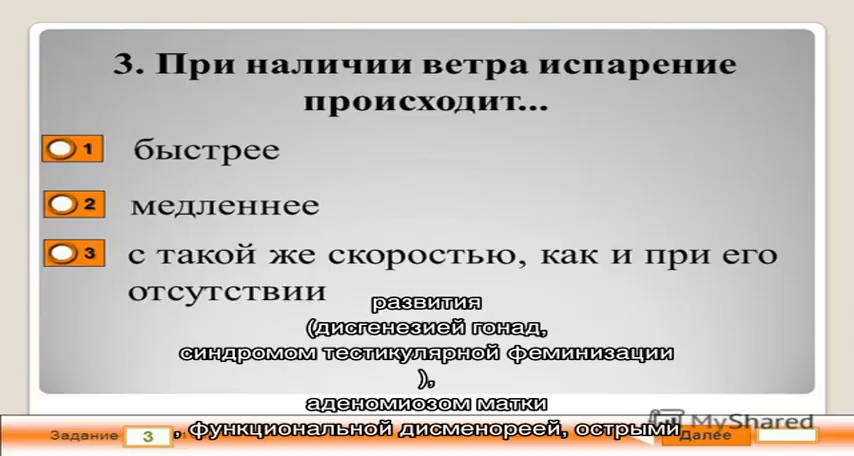 3. При наличии ветра испарение
происходит...
1 быстрее
2 медленнее
3 с такой же скоростью, как и при его
отсутствии
развития
(дисгенезией гонад,
синдромом тестикулярной феминизации
),
аденомиозом матки
, функциональной дисменореей, острыми
MyShared
Задание 3
Далее